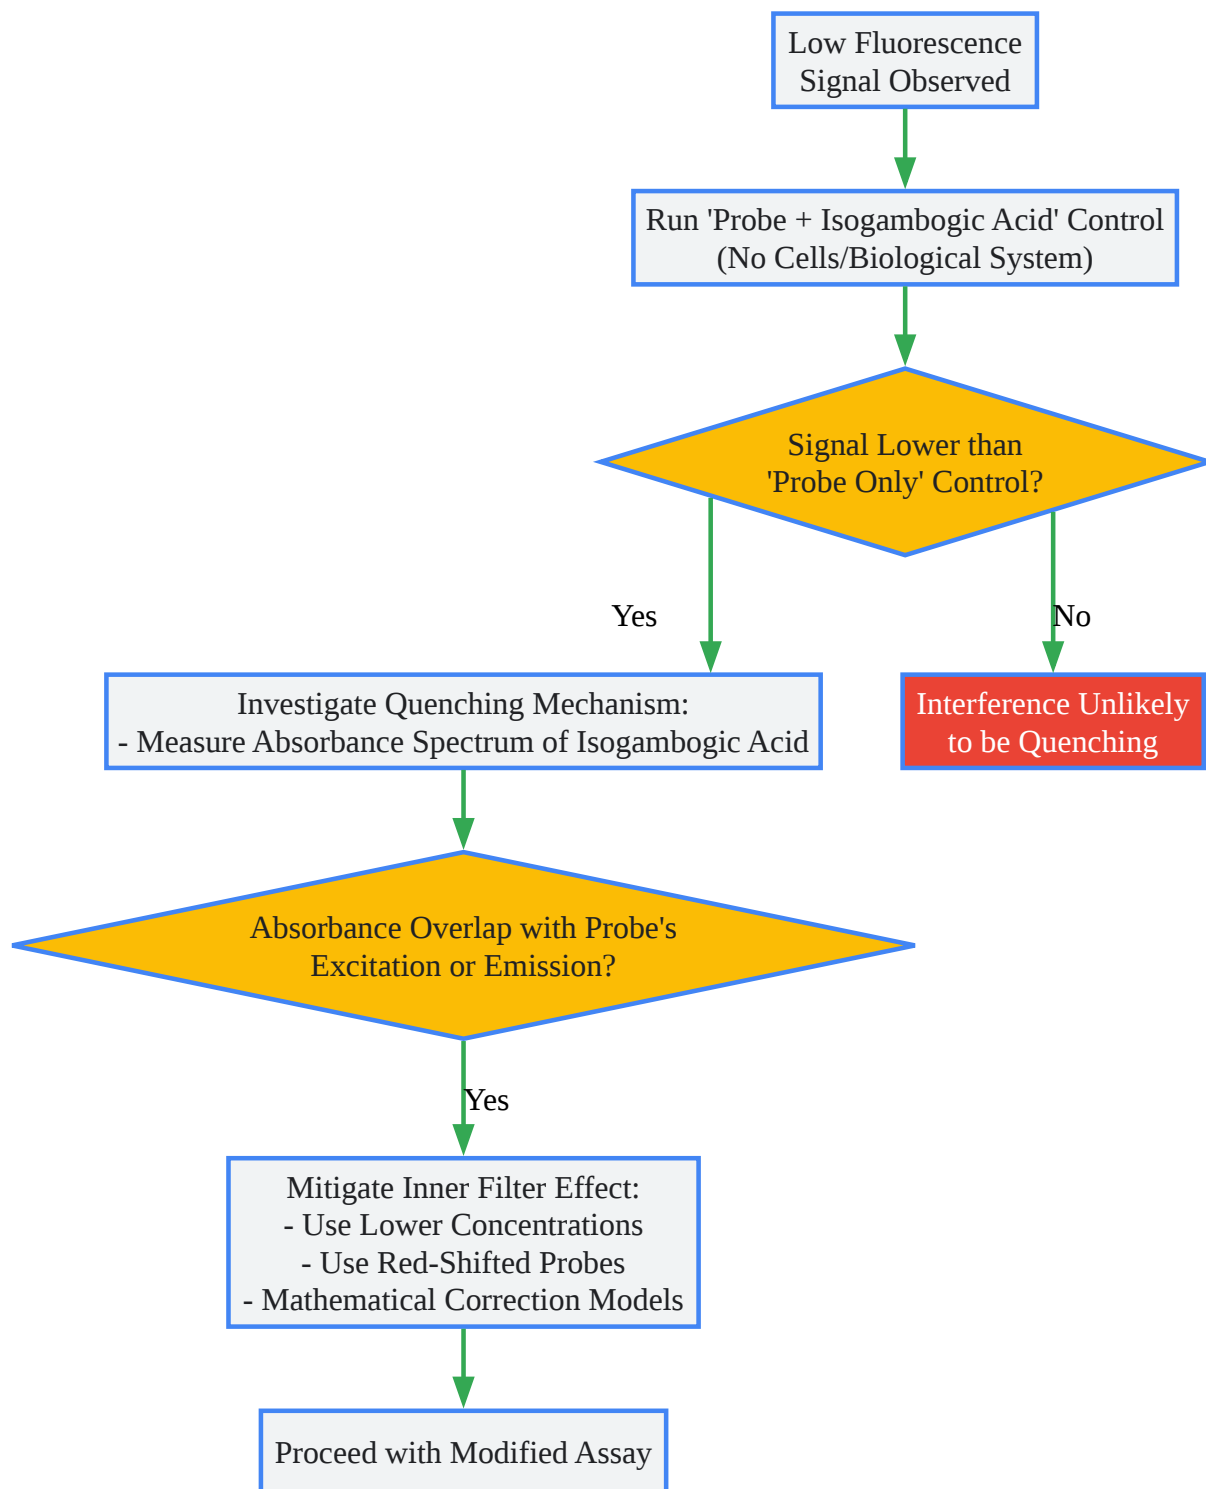 Low Fluorescence
Signal Observed
Run 'Probe + Isogambogic Acid' Control
(No Cells/Biological System)
Signal Lower than
'Probe Only' Control?
Yes
No
Investigate Quenching Mechanism:
- Measure Absorbance Spectrum of Isogambogic Acid
Interference Unlikely
to be Quenching
Absorbance Overlap with Probe's
Excitation or Emission?
Yes
Mitigate Inner Filter Effect:
- Use Lower Concentrations
- Use Red-Shifted Probes
- Mathematical Correction Models
Proceed with Modified Assay